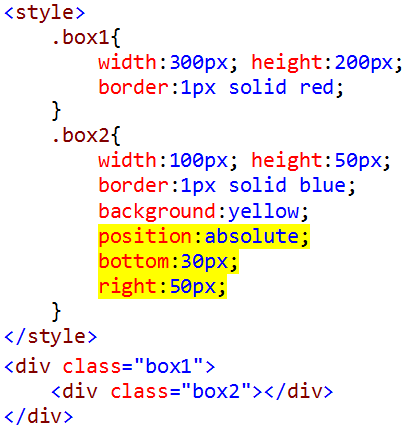 <style>
    .box1{
        width:300px; height:200px;
        border:1px solid red;
    }
    .box2{
        width:100px; height:50px;
        border:1px solid blue;
        background:yellow;
        position:absolute;
        bottom:30px;
        right:50px;
    }
</style>
<div class="box1">
    <div class="box2"></div>
</div>